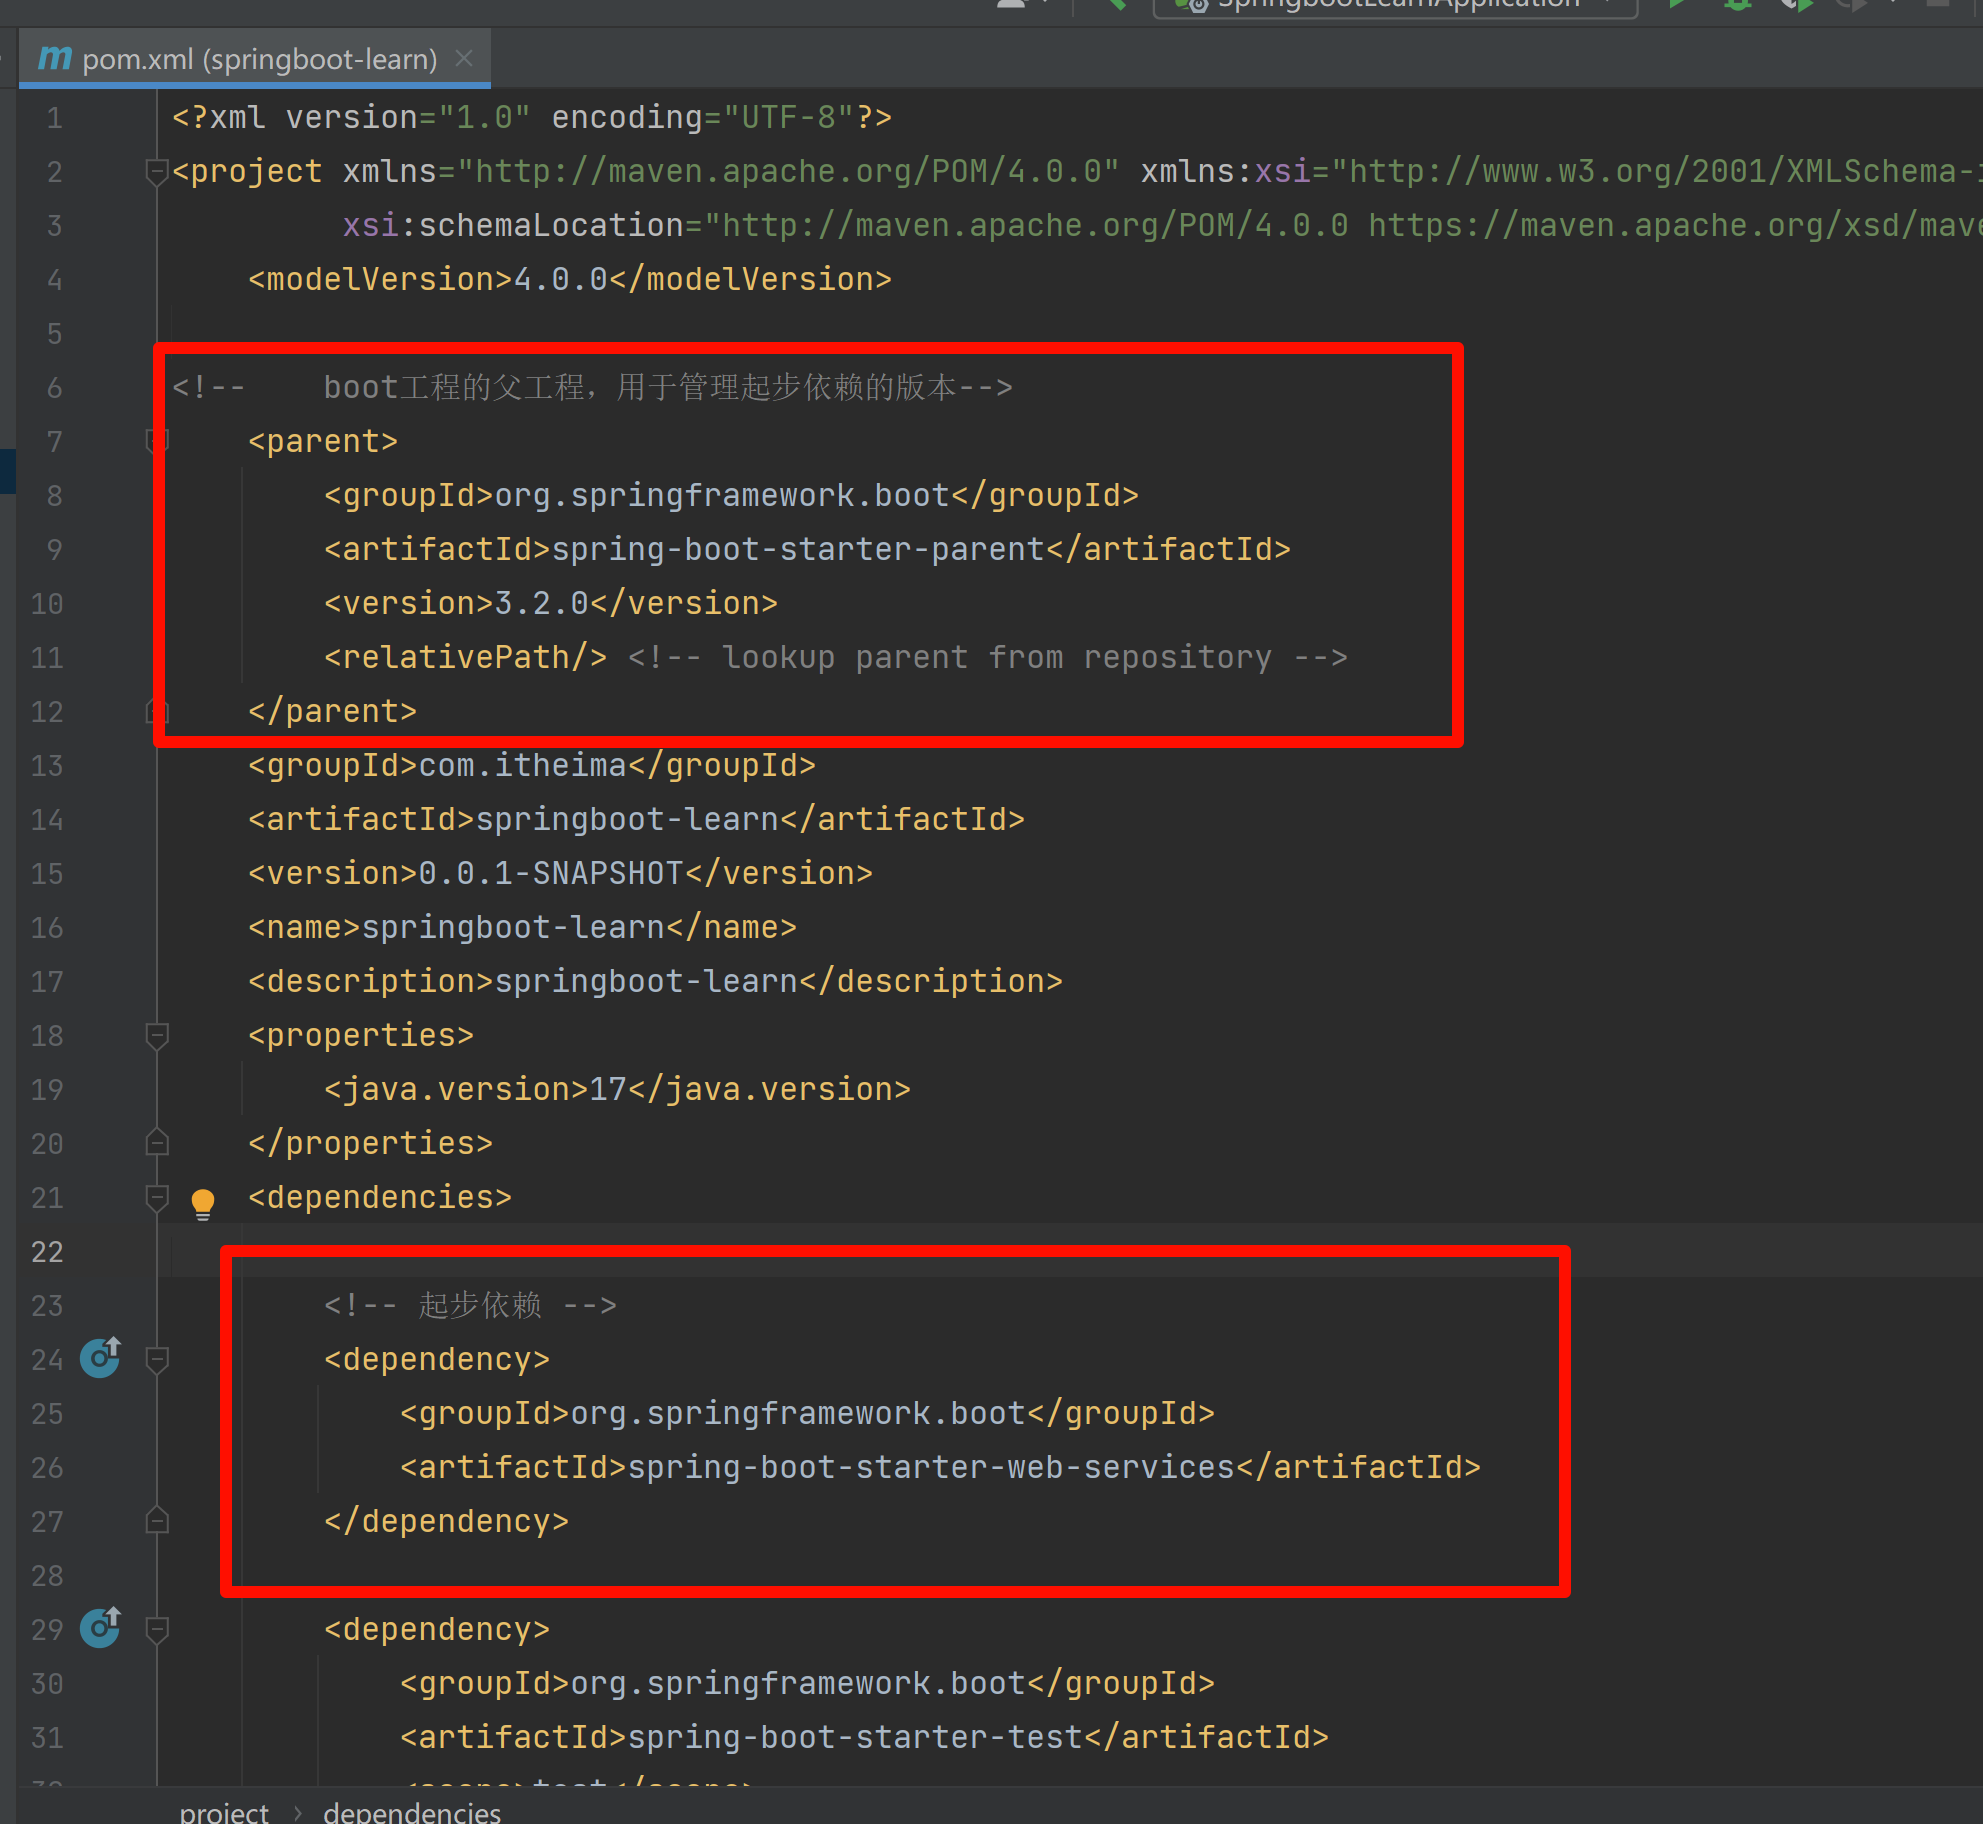 SpringbootLearnApplication
pom.xml (springboot-learn)
1 <?xml version="1.0" encoding="UTF-8"?>
2 <project xmlns="http://maven.apache.org/POM/4.0.0" xmlns:xsi="http://www.w3.org/2001/XMLSchema-
3 xsi:schemaLocation="http://maven.apache.org/POM/4.0.0 https://maven.apache.org/xsd/mave
4 <modelVersion>4.0.0</modelVersion>
5
6 <!-- boot工程的父工程，用于管理起步依赖的版本-->
7 <parent>
8 <groupId>org.springframework.boot</groupId>
9 <artifactId>spring-boot-starter-parent</artifactId>
10 <version>3.2.0</version>
11 <relativePath/> <!-- lookup parent from repository -->
12 </parent>
13 <groupId>com.itheima</groupId>
14 <artifactId>springboot-learn</artifactId>
15 <version>0.0.1-SNAPSHOT</version>
16 <name>springboot-learn</name>
17 <description>springboot-learn</description>
18 <properties>
19 <java.version>17</java.version>
20 </properties>
21 <dependencies>
22
23 <!-- 起步依赖 -->
24 <dependency>
25 <groupId>org.springframework.boot</groupId>
26 <artifactId>spring-boot-starter-web-services</artifactId>
27 </dependency>
28
29 <dependency>
30 <groupId>org.springframework.boot</groupId>
31 <artifactId>spring-boot-starter-test</artifactId>
32 <scope>test</scope>
project > dependencies